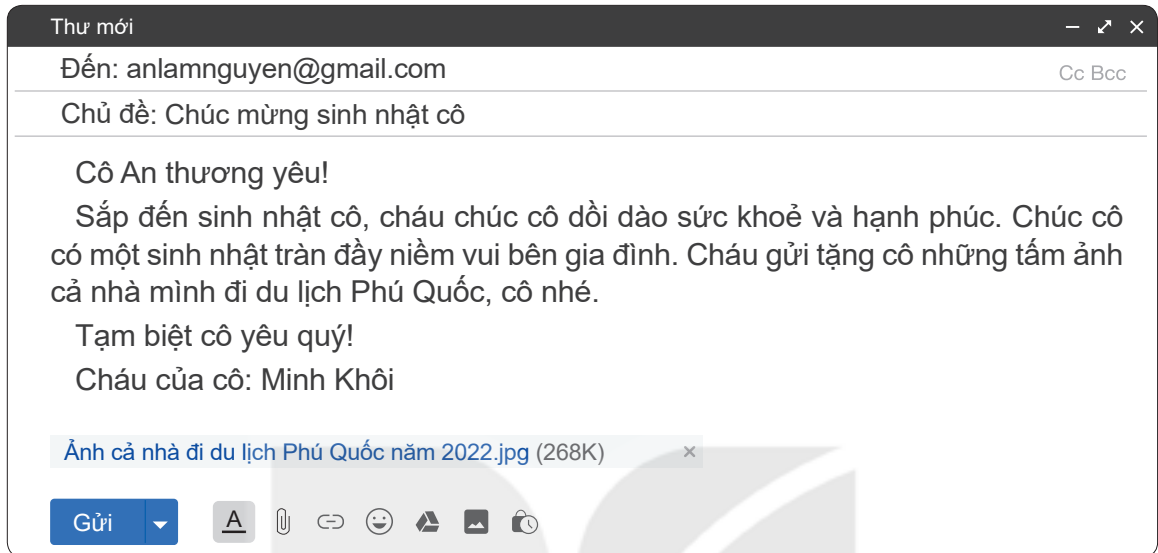 Thư mới
Đến: anlamnguyen@gmail.com
Cc Bcc
Chủ đề: Chúc mừng sinh nhật cô
Cô An thương yêu!
Sắp đến sinh nhật cô, cháu chúc cô dồi dào sức khoẻ và hạnh phúc. Chúc cô
có một sinh nhật tràn đầy niềm vui bên gia đình. Cháu gửi tặng cô những tấm ảnh
cả nhà mình đi du lịch Phú Quốc, cô nhé.
Tạm biệt cô yêu quý!
Cháu của cô: Minh Khôi
Ảnh cả nhà đi du lịch Phú Quốc năm 2022.jpg (268K)
Gửi
A